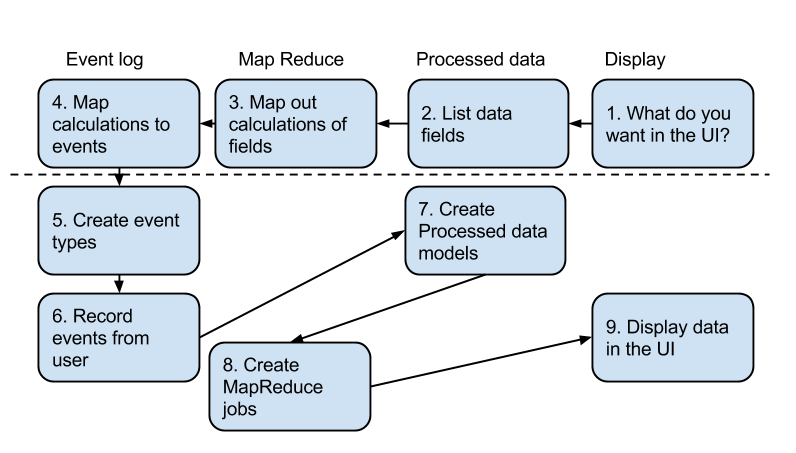 Event log
Map Reduce
Processed data
Display
4. Map
calculations to
events
3. Map out
calculations of
fields
2. List data
fields
1. What do you
want in the UI?
5. Create event
types
7. Create
Processed data
models
6. Record
events from
user
8. Create
MapReduce
jobs
9. Display data
in the UI